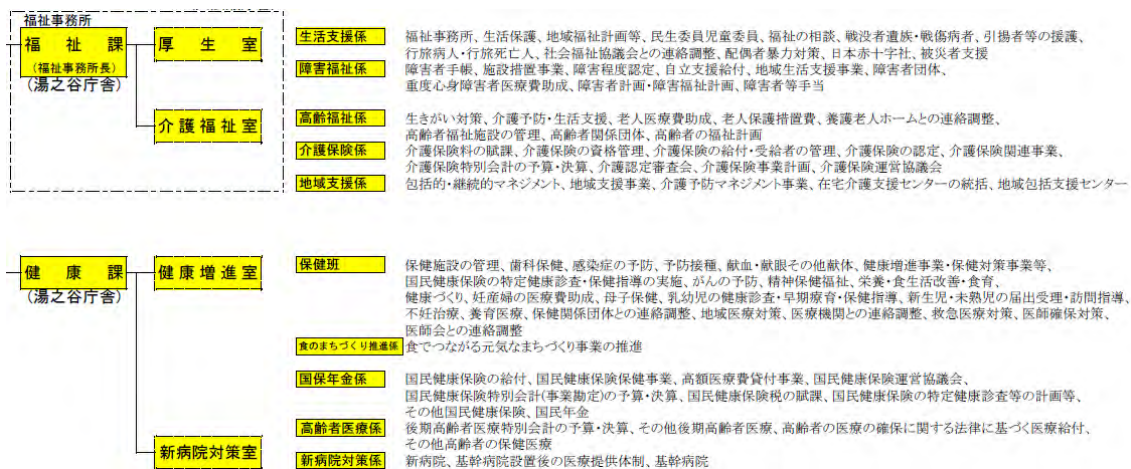 福祉事務所
福祉課
(福祉事務所長)
(湯之谷庁舎)
厚生室
生活支援係 福祉事務所、生活保護、地域福祉計画等、民生委員児童委員、福祉の相談、戦没者遺族・戦傷病者、引揚者等の援護、
行旅病人・行旅死亡人、社会福祉協議会との連絡調整、配偶者暴力対策、日本赤十字社、被災者支援
障害福祉係 障害者手帳、施設措置事業、障害程度認定、自立支援給付、地域生活支援事業、障害者団体、
重度心身障害者医療費助成、障害者計画・障害福祉計画、障害者等手当
介護福祉室
高齢福祉係 生きがい対策、介護予防・生活支援、老人医療費助成、老人保護措置費、養護老人ホームとの連絡調整、
高齢者福祉施設の管理、高齢者関係団体、高齢者の福祉計画
介護保険係 介護保険料の賦課、介護保険の資格管理、介護保険の給付・受給者の管理、介護保険の認定、介護保険関連事業、
介護保険特別会計の予算・決算、介護認定審査会、介護保険事業計画、介護保険運営協議会
地域支援係 包括的・継続的マネジメント、地域支援事業、介護予防マネジメント事業、在宅介護支援センターの統括、地域包括支援センター
健康課
(湯之谷庁舎)
健康増進室
保健班 保健施設の管理、歯科保健、感染症の予防、予防接種、献血・献眼その他献体、健康増進事業・保健対策事業等、
国民健康保険の特定健康診査・保健指導の実施、がんの予防、精神保健福祉、栄養・食生活改善・食育、
健康づくり、妊産婦の医療費助成、母子保健、乳幼児の健康診査・早期療育・保健指導、新生児・未熟児の届出受理・訪問指導、
不妊治療、養育医療、保健関係団体との連絡調整、地域医療対策、医療機関との連絡調整、救急医療対策、医師確保対策、
医師会との連絡調整
食のまちづくり推進係 食でつながる元気なまちづくり事業の推進
国保年金係 国民健康保険の給付、国民健康保険保健事業、高額医療費貸付事業、国民健康保険運営協議会、
国民健康保険特別会計(事業勘定)の予算・決算、国民健康保険税の賦課、国民健康保険の特定健康診査等の計画等、
その他国民健康保険、国民年金
高齢者医療係 後期高齢者医療特別会計の予算・決算、その他後期高齢者医療、高齢者の医療の確保に関する法律に基づく医療給付、
その他高齢者の保健医療
新病院対策室
新病院対策係 新病院、基幹病院設置後の医療提供体制、基幹病院